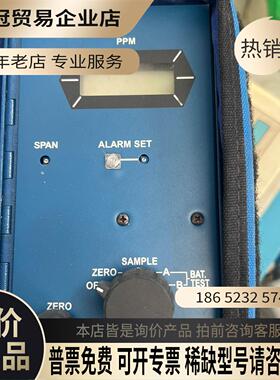 冠贸易企业店
年老店 专业服务
热销
PPM
SPAN
ALARM SET
SAMPLE
ZERO
A
BAT.
OF
B
TEST
ZERO
186 5232 574
价
品
本店皆是询价产品 拍前咨询客服
普票免费 可开专票 稀缺型号请咨